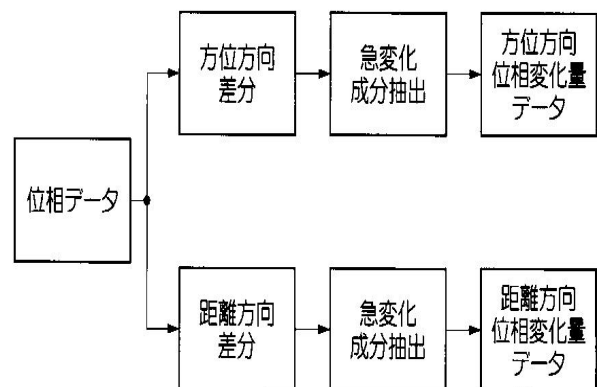 方位方向
差分
急変化
成分抽出
方位方向
位相変化量
データ
位相データ
距離方向
差分
急変化
成分抽出
距離方向
位相変化量
データ